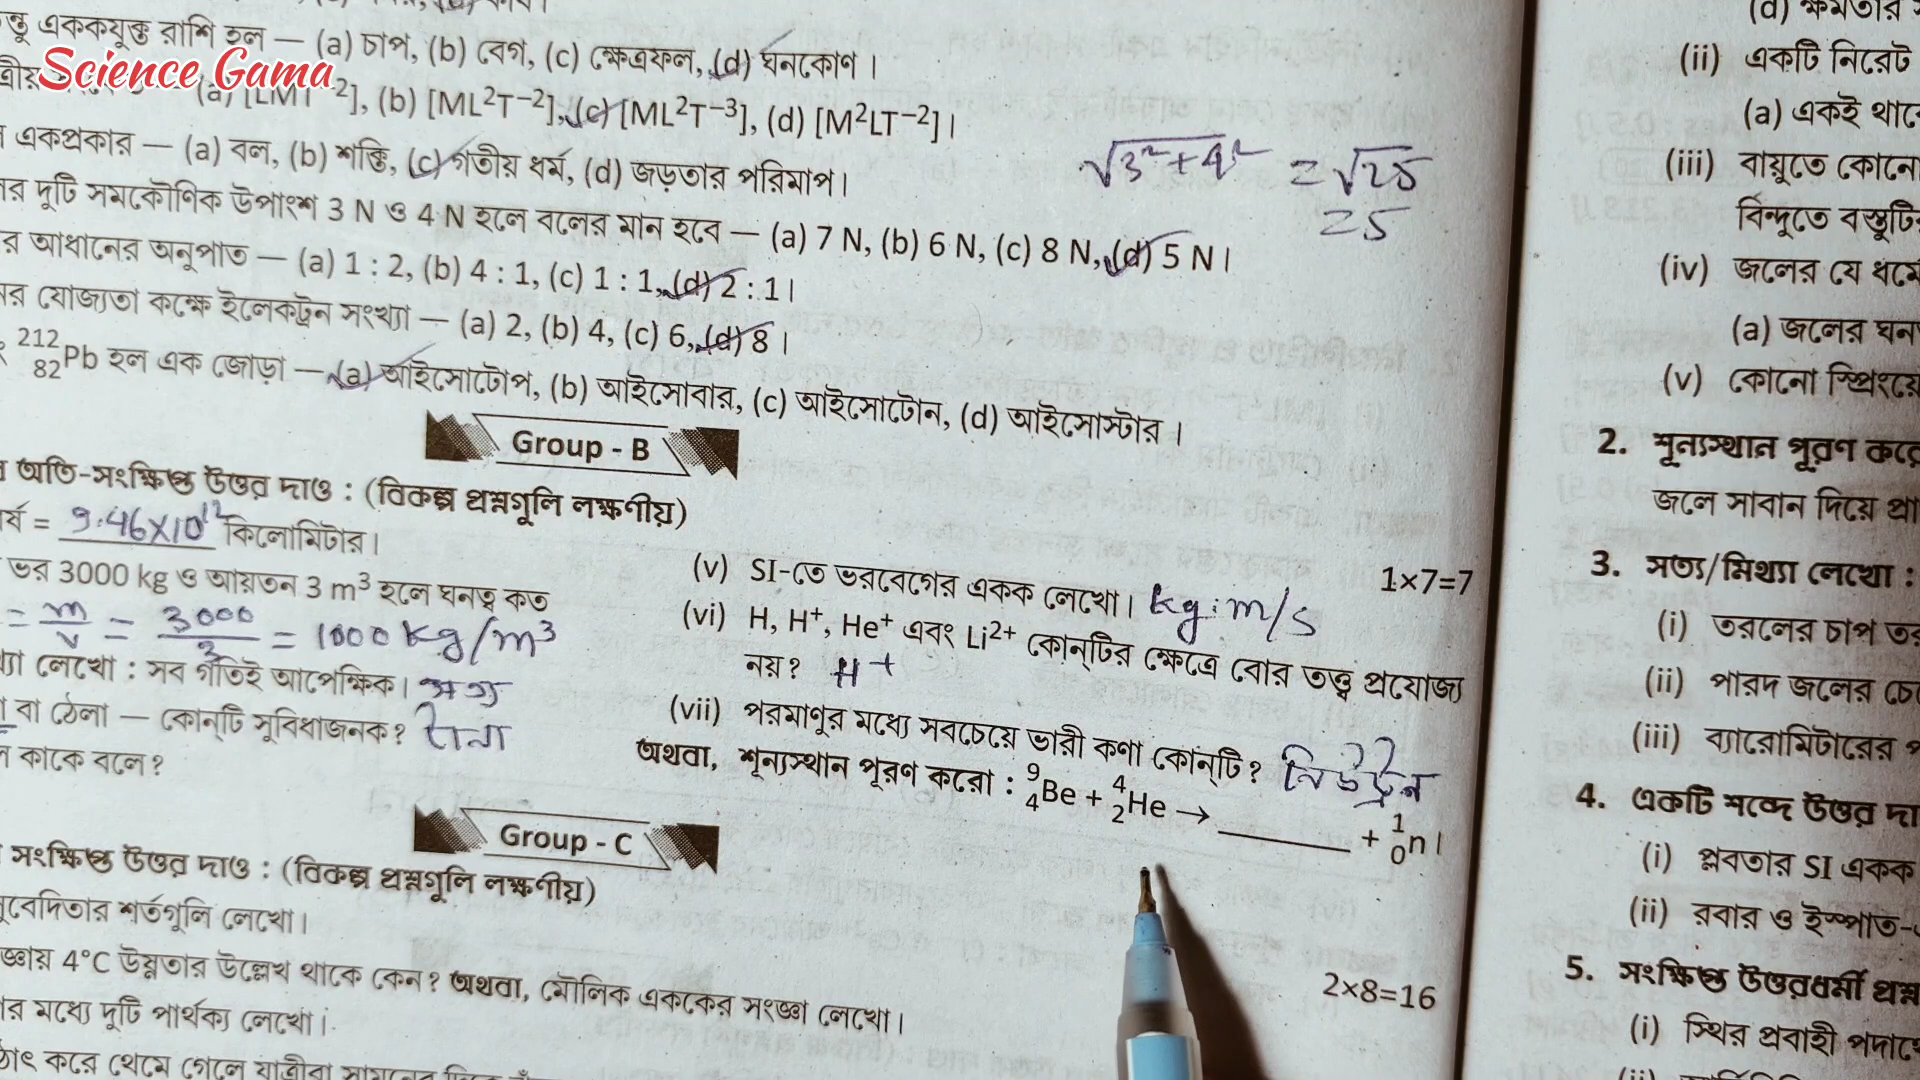 এককযুক্ত রাশি হল — (a) চাপ, (b) বেগ, (c) ক্ষেত্রফল, (d) ঘনকোণ।
Science Gama
(a) [LMT⁻²], (b) [ML²T⁻²], (c) [ML²T⁻³], (d) [M²LT⁻²]।
একপ্রকার — (a) বল, (b) শক্তি, (c) গতীয় ধর্ম, (d) জড়তার পরিমাপ।
√3²+4² = √25
= 5
দুটি সমকৌণিক উপাংশ 3 N ও 4 N হলে বলের মান হবে — (a) 7 N, (b) 6 N, (c) 8 N, (d) 5 N।
আধানের অনুপাত — (a) 1 : 2, (b) 4 : 1, (c) 1 : 1, (d) 2 : 1।
যোজ্যতা কক্ষে ইলেকট্রন সংখ্যা — (a) 2, (b) 4, (c) 6, (d) 8।
²¹²₈₂Pb হল এক জোড়া — (a) আইসোটোপ, (b) আইসোবার, (c) আইসোটোন, (d) আইসোস্টার।
Group - B
অতি-সংক্ষিপ্ত উত্তর দাও : (বিকল্প প্রশ্নগুলি লক্ষণীয়)
1×7=7
= 9.46×10¹² কিলোমিটার।
ভর 3000 kg ও আয়তন 3 m³ হলে ঘনত্ব কত
= m/v = 3000/3 = 1000 kg/m³
লেখো : সব গতিই আপেক্ষিক। সত্য
বা ঠেলা — কোন্‌টি সুবিধাজনক? টানা
কাকে বলে?
(v) SI-তে ভরবেগের একক লেখো। kg.m/s
(vi) H, H⁺, He⁺ এবং Li²⁺ কোন্‌টির ক্ষেত্রে বোর তত্ত্ব প্রযোজ্য
নয়? H⁺
(vii) পরমাণুর মধ্যে সবচেয়ে ভারী কণা কোন্‌টি? নিউট্রন
অথবা, শূন্যস্থান পূরণ করো : ⁹₄Be + ⁴₂He → ________ + ¹₀n।
Group - C
সংক্ষিপ্ত উত্তর দাও : (বিকল্প প্রশ্নগুলি লক্ষণীয়)
2×8=16
শর্তগুলি লেখো।
4°C উষ্ণতার উল্লেখ থাকে কেন? অথবা, মৌলিক এককের সংজ্ঞা লেখো।
মধ্যে দুটি পার্থক্য লেখো।
করে থেমে গেলে যাত্রীরা
(d) ক্ষমতার
(ii) একটি নিরেট
(a) একই
(iii) বায়ুতে কোনো
(iv) জলের যে
(a) জলের
(v) কোনো
2. শূন্যস্থান পূরণ
জলে সাবান দিয়ে
3. সত্য/মিথ্যা লেখো :
(i) তরলের চাপ
(ii) পারদ জলের
(iii) ব্যারোমিটারের
4. একটি শব্দে উত্তর
(i) প্লবতার SI একক
(ii) রবার ও ইস্পাত-
5. সংক্ষিপ্ত উত্তরধর্মী
(i) স্থির প্রবাহী